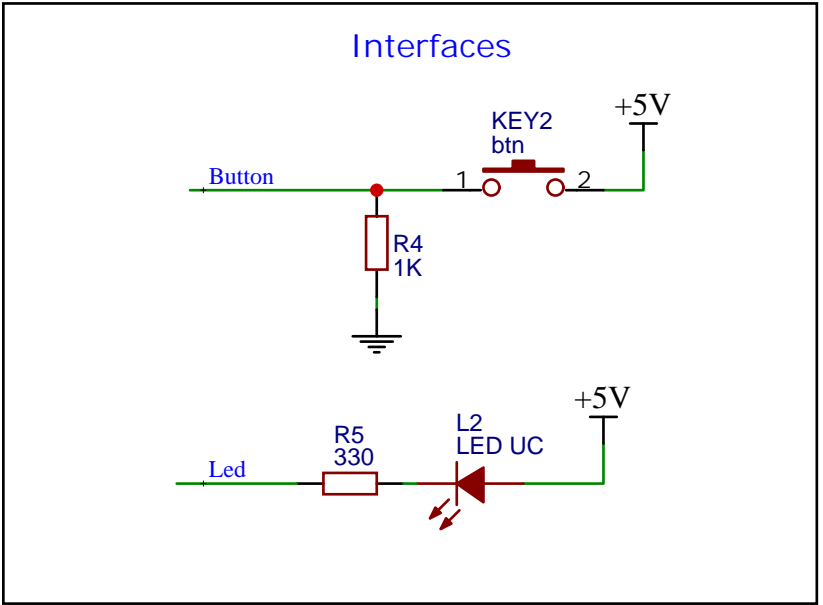 Interfaces
+5V
KEY2
btn
Button
1
2
R4
1K
+5V
L2
LED UC
R5
330
Led